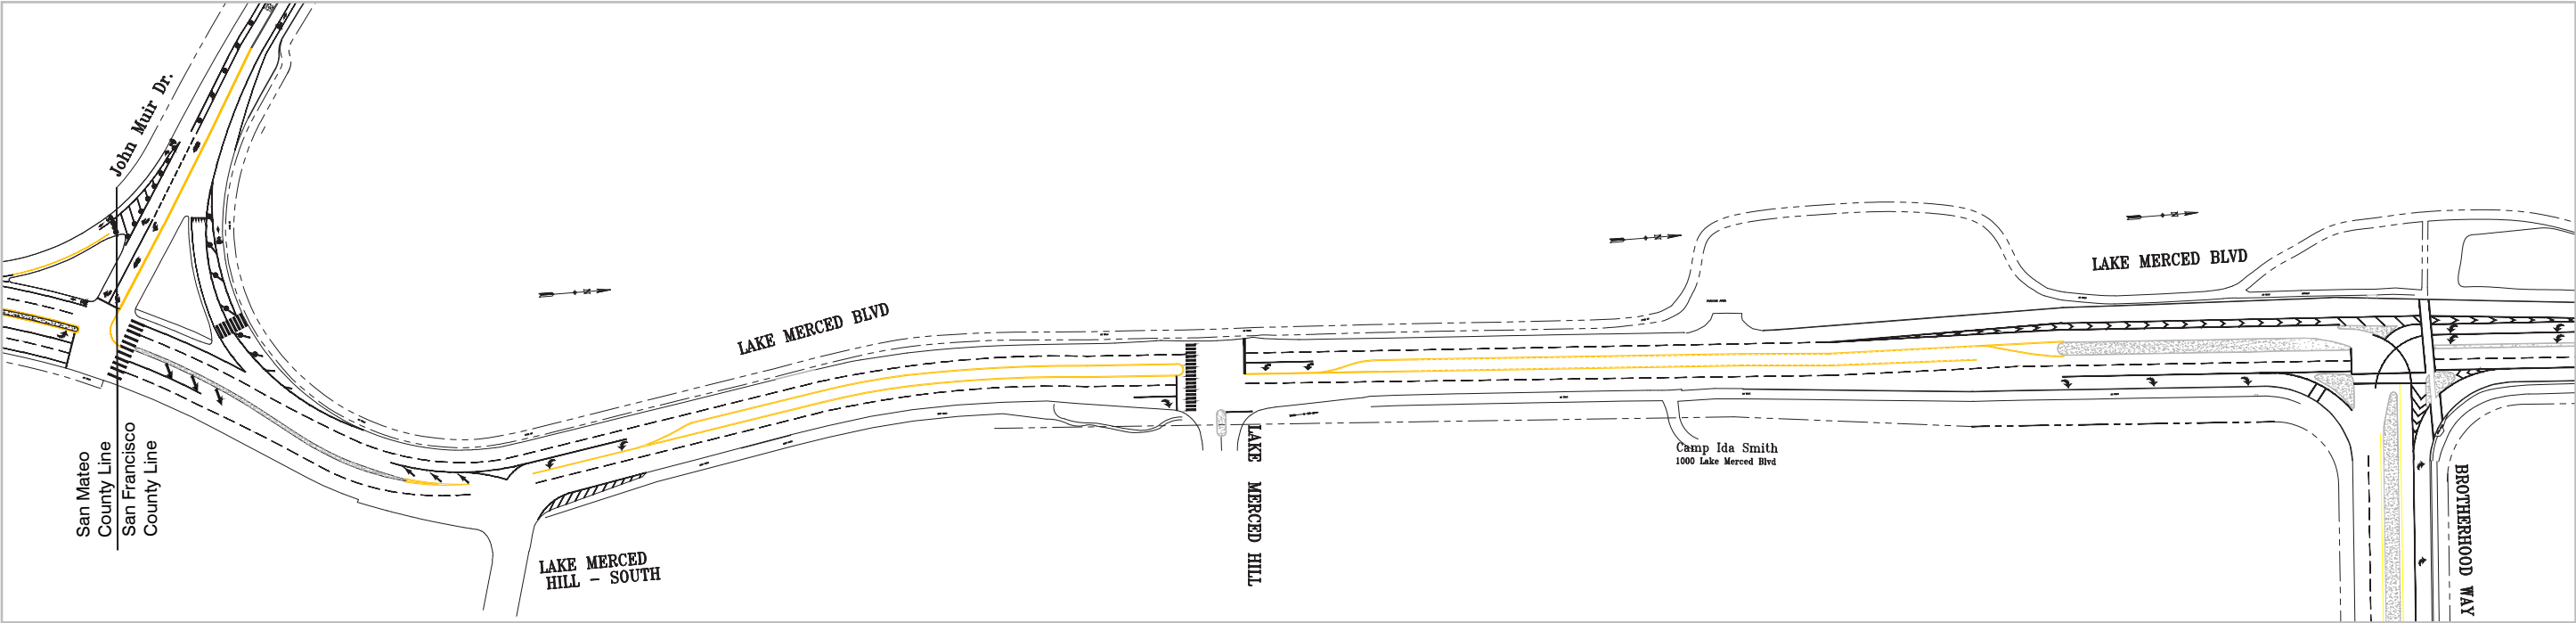 John Muir Dr.
San Mateo
County Line
San Francisco
County Line
LAKE MERCED BLVD
LAKE MERCED
HILL - SOUTH
LAKE MERCED HILL
Camp Ida Smith
1000 Lake Merced Blvd
LAKE MERCED BLVD
BROTHERHOOD WAY